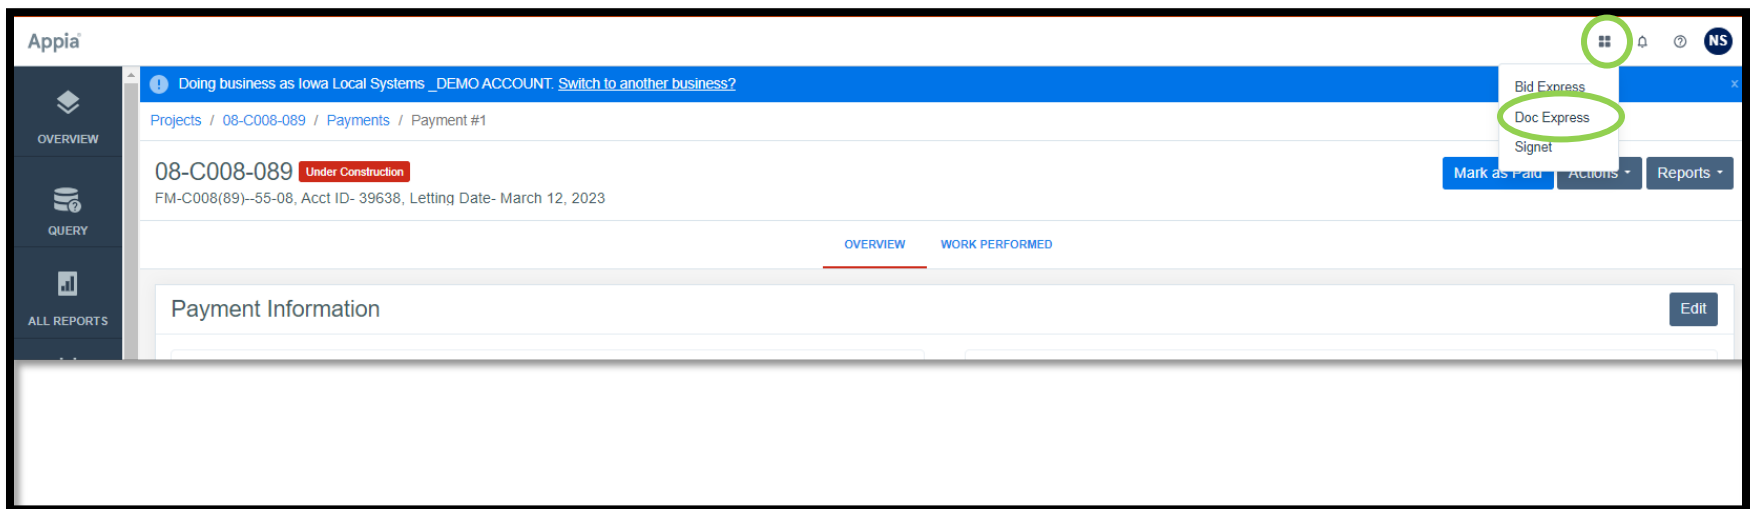 Appia
NS
Doing business as Iowa Local Systems _DEMO ACCOUNT. Switch to another business?
x
Bid Express
Doc Express
Signet
OVERVIEW
QUERY
ALL REPORTS
Projects / 08-C008-089 / Payments / Payment #1
08-C008-089 Under Construction
FM-C008(89)--55-08, Acct ID- 39638, Letting Date- March 12, 2023
Mark as Paid Actions Reports
OVERVIEW WORK PERFORMED
Payment Information
Edit